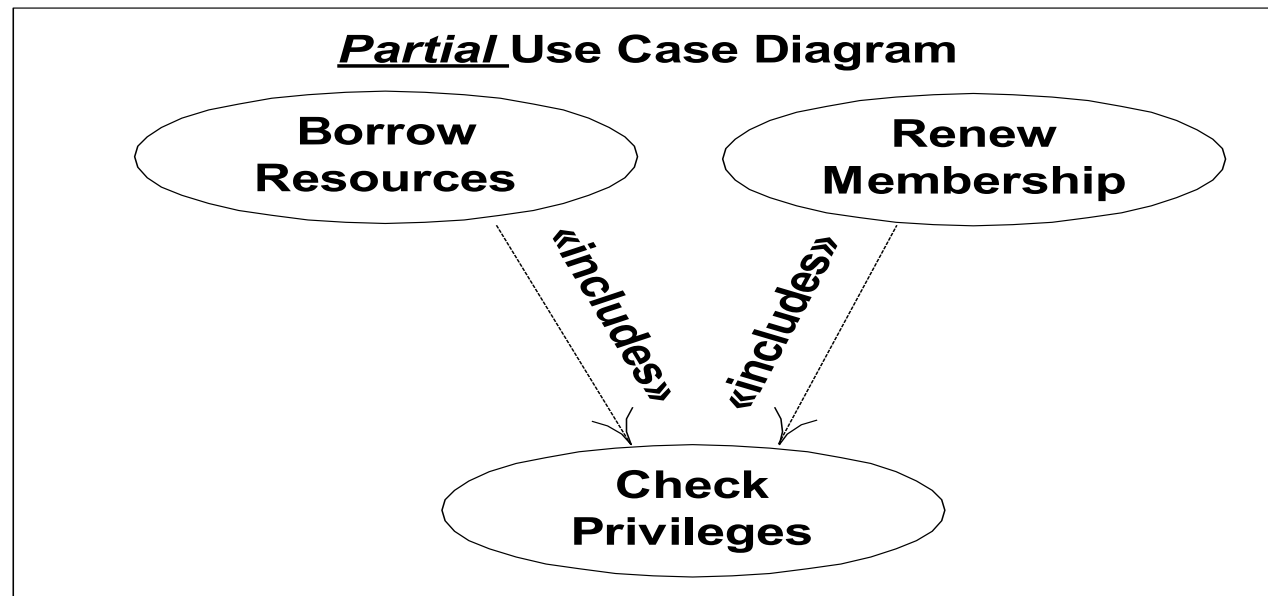 Partial Use Case Diagram
Borrow
Resources
Renew
Membership
«includes»
«includes»
Check
Privileges